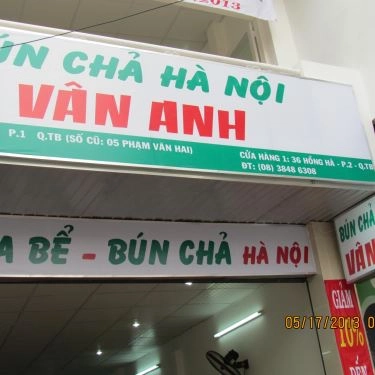 2013
BÚN CHẢ HÀ NỘI
VÂN ANH
P.1 Q.TB (SỐ CŨ: 05 PHẠM VĂN HAI)
CỬA HÀNG 1: 36 HỒNG HÀ - P.2 - Q.TB
ĐT: (08) 3848 6308
A BỂ - BÚN CHẢ HÀ NỘI
BÚN CHẢ
VÂN
GIẢM
10%
ĐẾN
05/17/2013